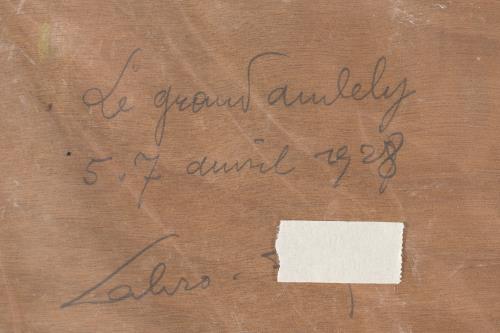 Le grand andely
5.7 avril 1928
Labro -